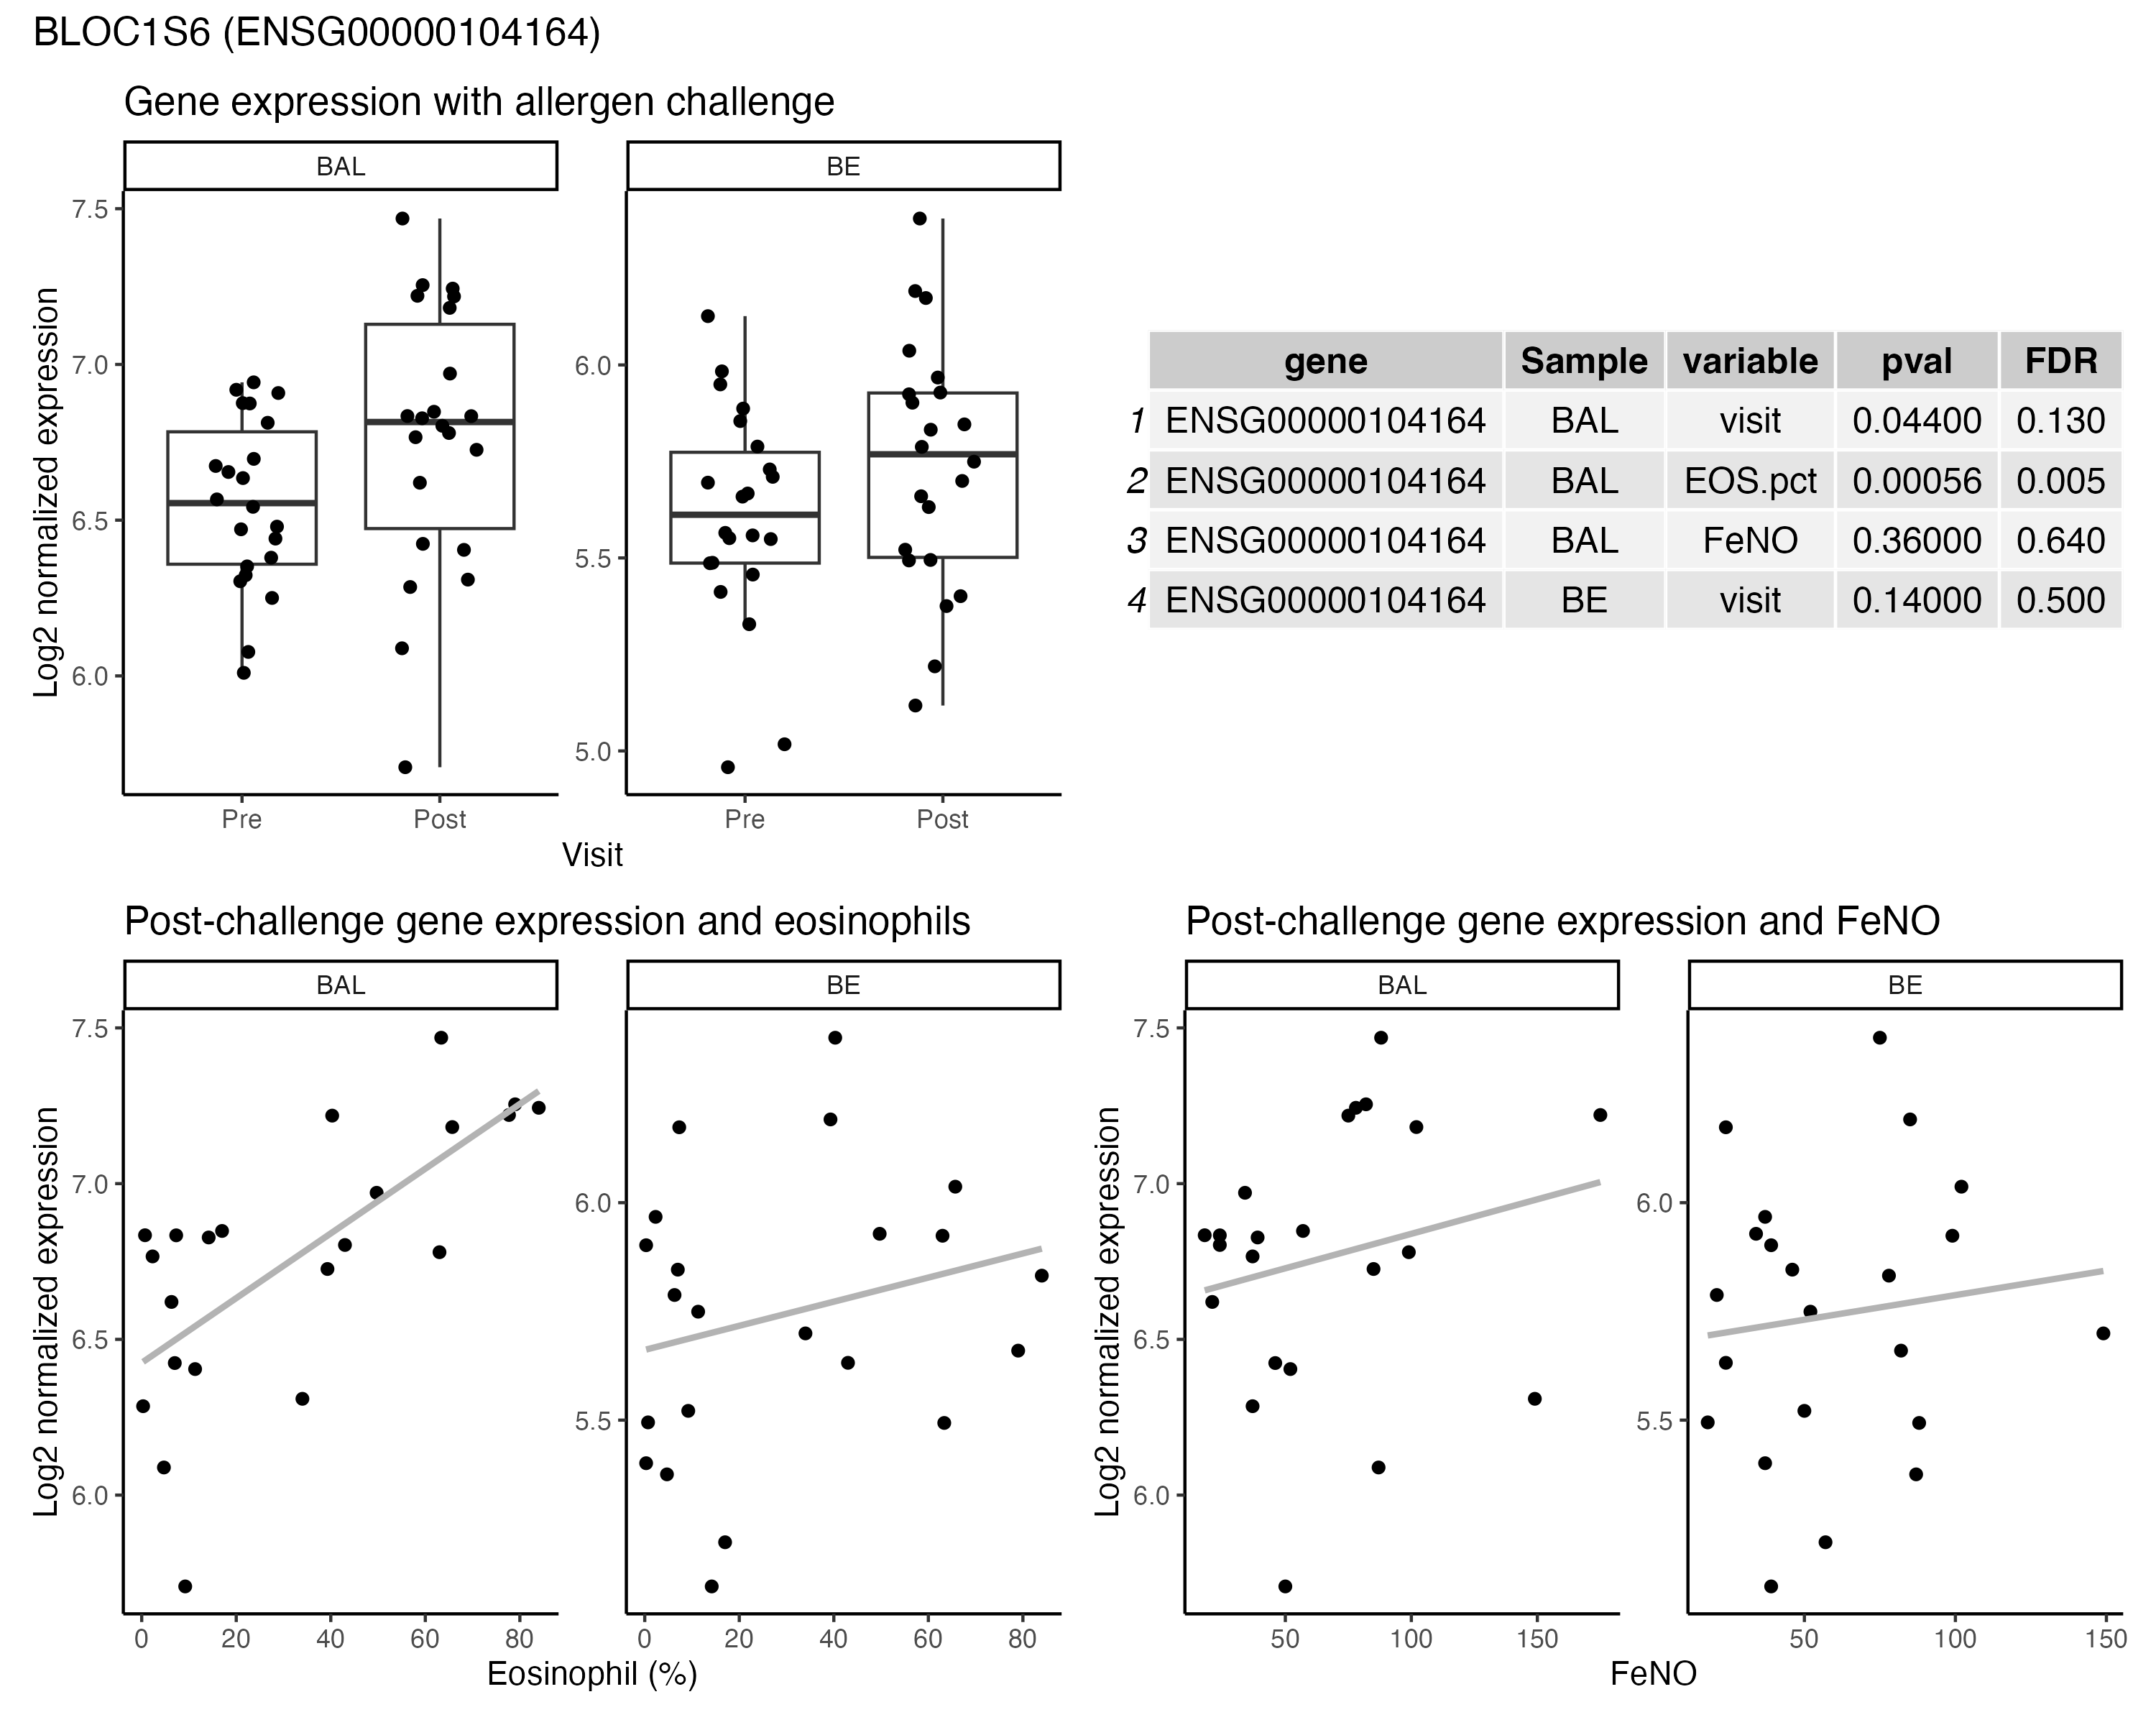 BLOC1S6 (ENSG00000104164)
Gene expression with allergen challenge
BAL BE
Log2 normalized expression
7.5
7.0
6.5
6.0
6.0
5.5
5.0
Pre Post Pre Post
Visit
gene Sample variable pval FDR
1 ENSG00000104164 BAL visit 0.04400 0.130
2 ENSG00000104164 BAL EOS.pct 0.00056 0.005
3 ENSG00000104164 BAL FeNO 0.36000 0.640
4 ENSG00000104164 BE visit 0.14000 0.500
Post-challenge gene expression and eosinophils
BAL BE
Log2 normalized expression
7.5
7.0
6.5
6.0
6.0
5.5
0 20 40 60 80 0 20 40 60 80
Eosinophil (%)
Post-challenge gene expression and FeNO
BAL BE
Log2 normalized expression
7.5
7.0
6.5
6.0
6.0
5.5
50 100 150 50 100 150
FeNO